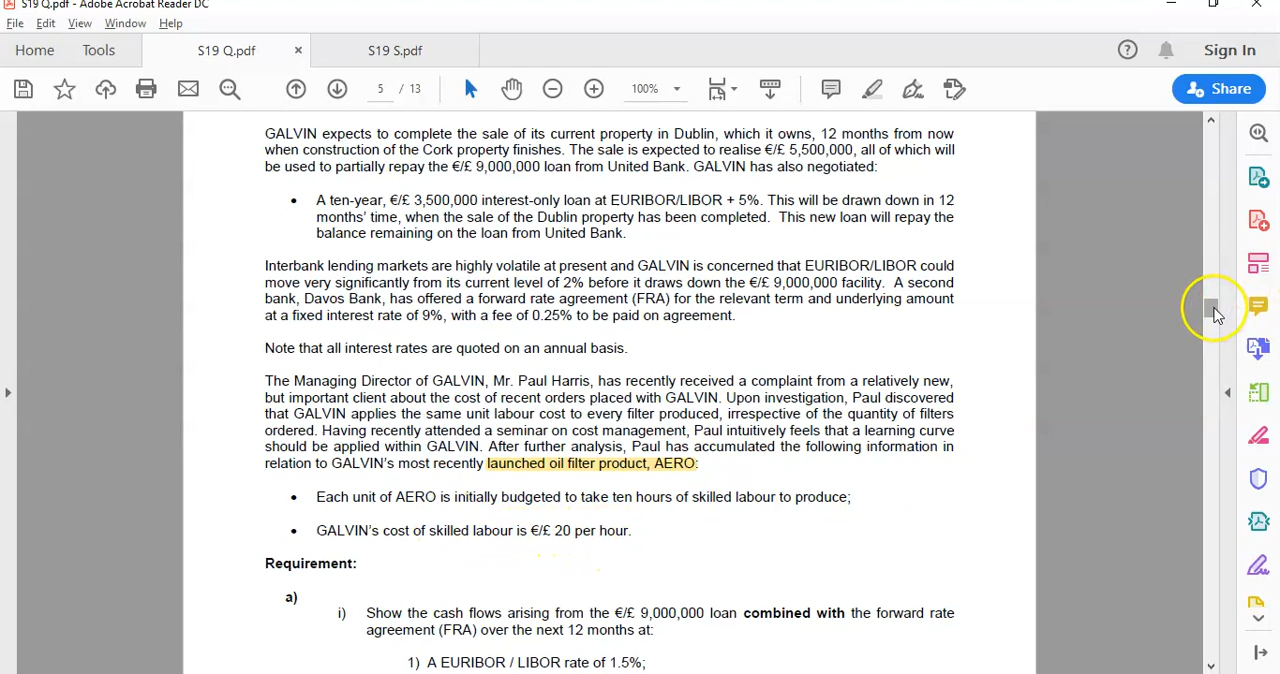 S19 Q.pdf - Adobe Acrobat Reader DC
File Edit View Window Help
Home Tools S19 Q.pdf × S19 S.pdf Sign In
5 / 13 100% Share
GALVIN expects to complete the sale of its current property in Dublin, which it owns, 12 months from now
when construction of the Cork property finishes. The sale is expected to realise €/£ 5,500,000, all of which will
be used to partially repay the €/£ 9,000,000 loan from United Bank. GALVIN has also negotiated:
• A ten-year, €/£ 3,500,000 interest-only loan at EURIBOR/LIBOR + 5%. This will be drawn down in 12
months’ time, when the sale of the Dublin property has been completed. This new loan will repay the
balance remaining on the loan from United Bank.
Interbank lending markets are highly volatile at present and GALVIN is concerned that EURIBOR/LIBOR could
move very significantly from its current level of 2% before it draws down the €/£ 9,000,000 facility. A second
bank, Davos Bank, has offered a forward rate agreement (FRA) for the relevant term and underlying amount
at a fixed interest rate of 9%, with a fee of 0.25% to be paid on agreement.
Note that all interest rates are quoted on an annual basis.
The Managing Director of GALVIN, Mr. Paul Harris, has recently received a complaint from a relatively new,
but important client about the cost of recent orders placed with GALVIN. Upon investigation, Paul discovered
that GALVIN applies the same unit labour cost to every filter produced, irrespective of the quantity of filters
ordered. Having recently attended a seminar on cost management, Paul intuitively feels that a learning curve
should be applied within GALVIN. After further analysis, Paul has accumulated the following information in
relation to GALVIN’s most recently launched oil filter product, AERO:
• Each unit of AERO is initially budgeted to take ten hours of skilled labour to produce;
• GALVIN’s cost of skilled labour is €/£ 20 per hour.
Requirement:
a)
i) Show the cash flows arising from the €/£ 9,000,000 loan combined with the forward rate
agreement (FRA) over the next 12 months at:
1) A EURIBOR / LIBOR rate of 1.5%;